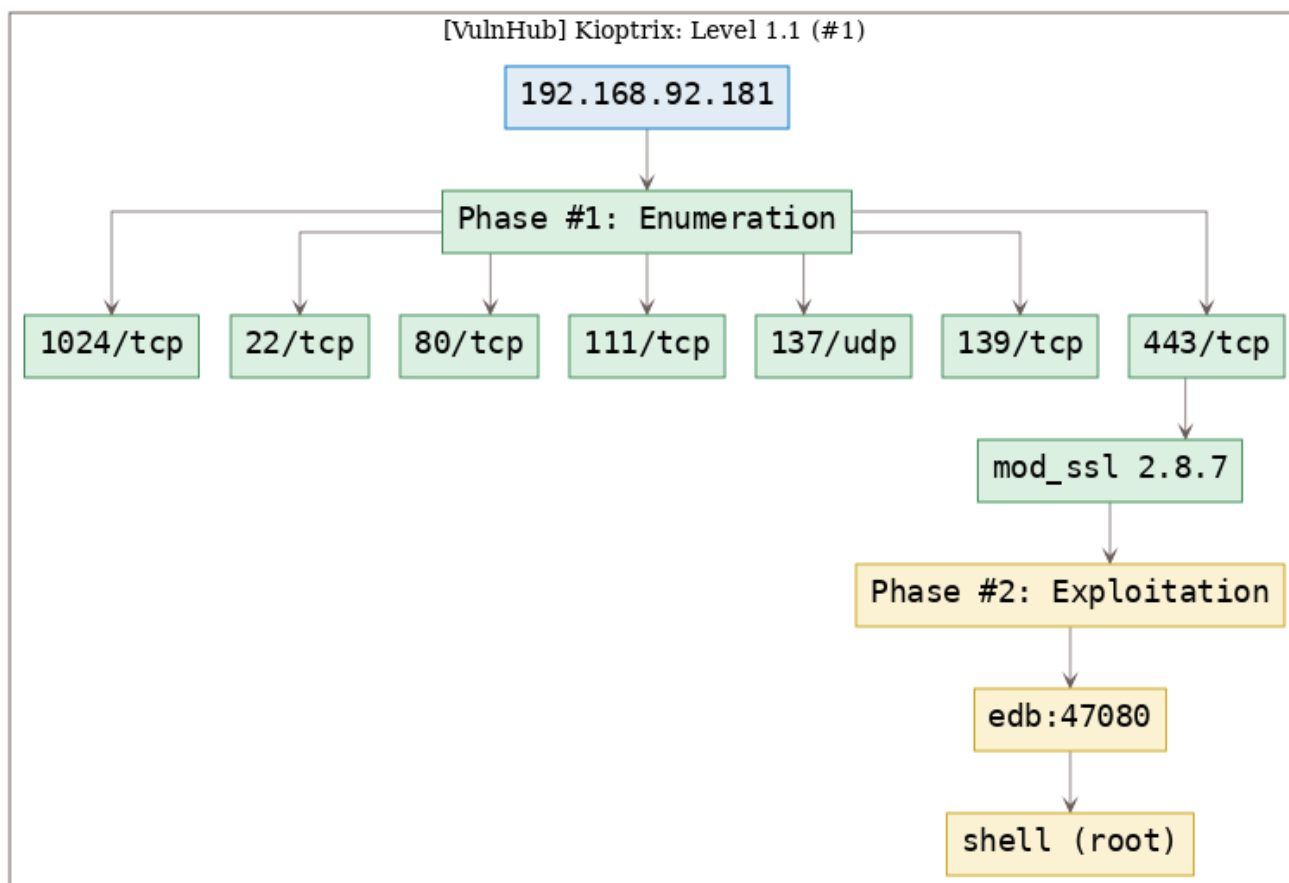 [VulnHub] Kioptrix: Level 1.1 (#1)
192.168.92.181
Phase #1: Enumeration
1024/tcp
22/tcp
80/tcp
111/tcp
137/udp
139/tcp
443/tcp
mod_ssl 2.8.7
Phase #2: Exploitation
edb:47080
shell (root)